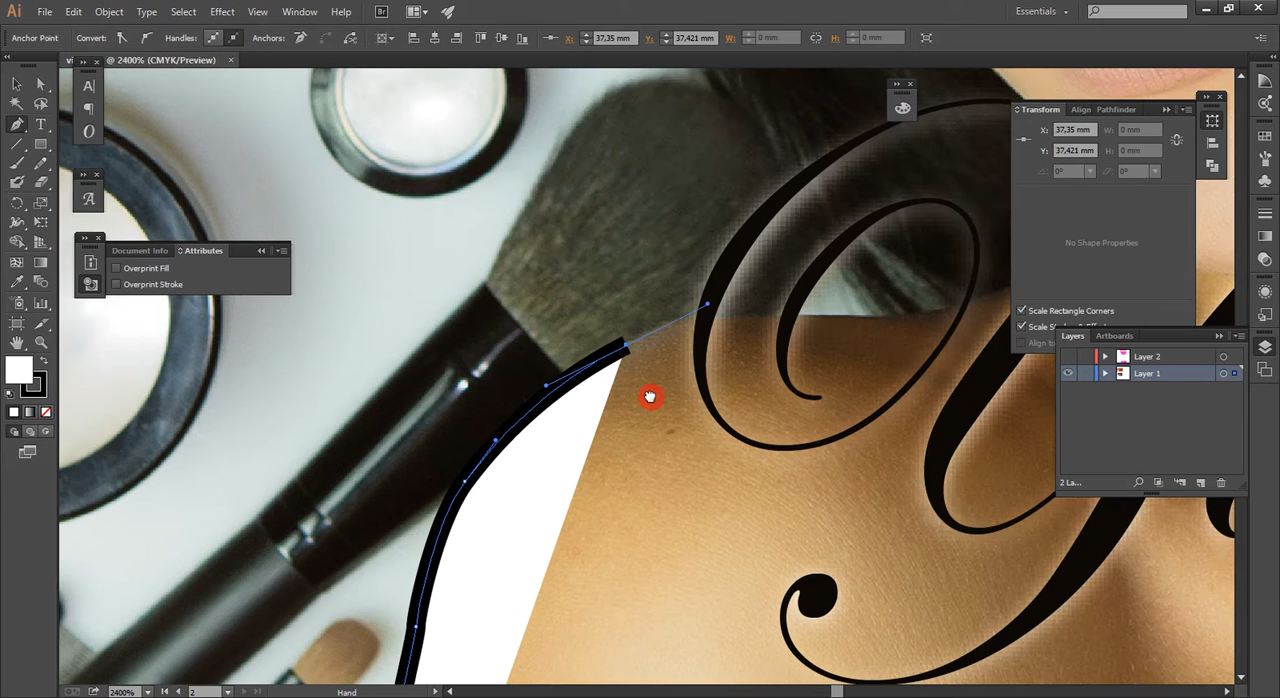 Ai File Edit Object Type Select Effect View Window Help Br Essentials
Anchor Point Convert: Handles: Anchors: X: 37,35 mm Y: 37,421 mm W: 0 mm H: 0 mm
@ 2400% (CMYK/Preview) ×
Transform Align Pathfinder
X: 37,35 mm W: 0 mm
Y: 37,421 mm H: 0 mm
0° 0°
No Shape Properties
Document Info Attributes
Overprint Fill
Overprint Stroke
Scale Rectangle Corners
Layers Artboards
Layer 2
Layer 1
2 La...
2400% 2 Hand